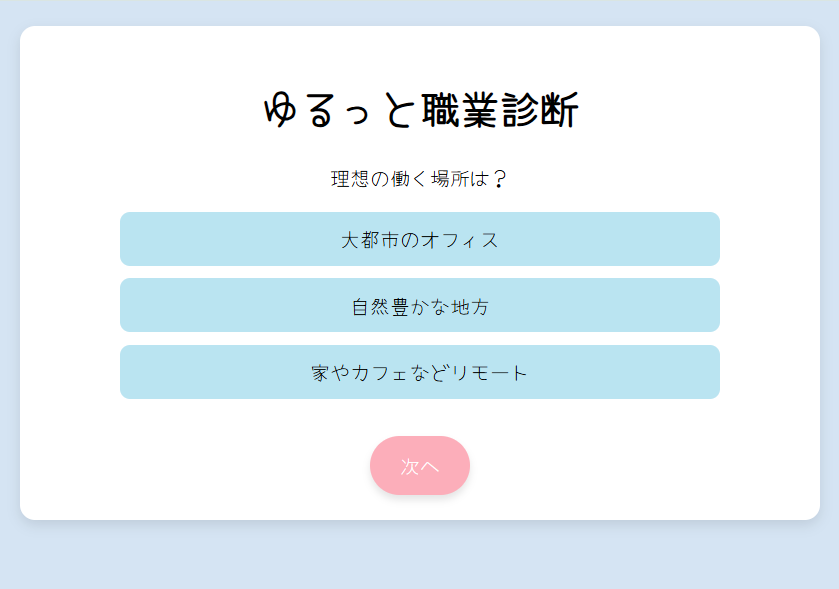 ゆるっと職業診断
理想の働く場所は？
大都市のオフィス
自然豊かな地方
家やカフェなどリモート
次へ